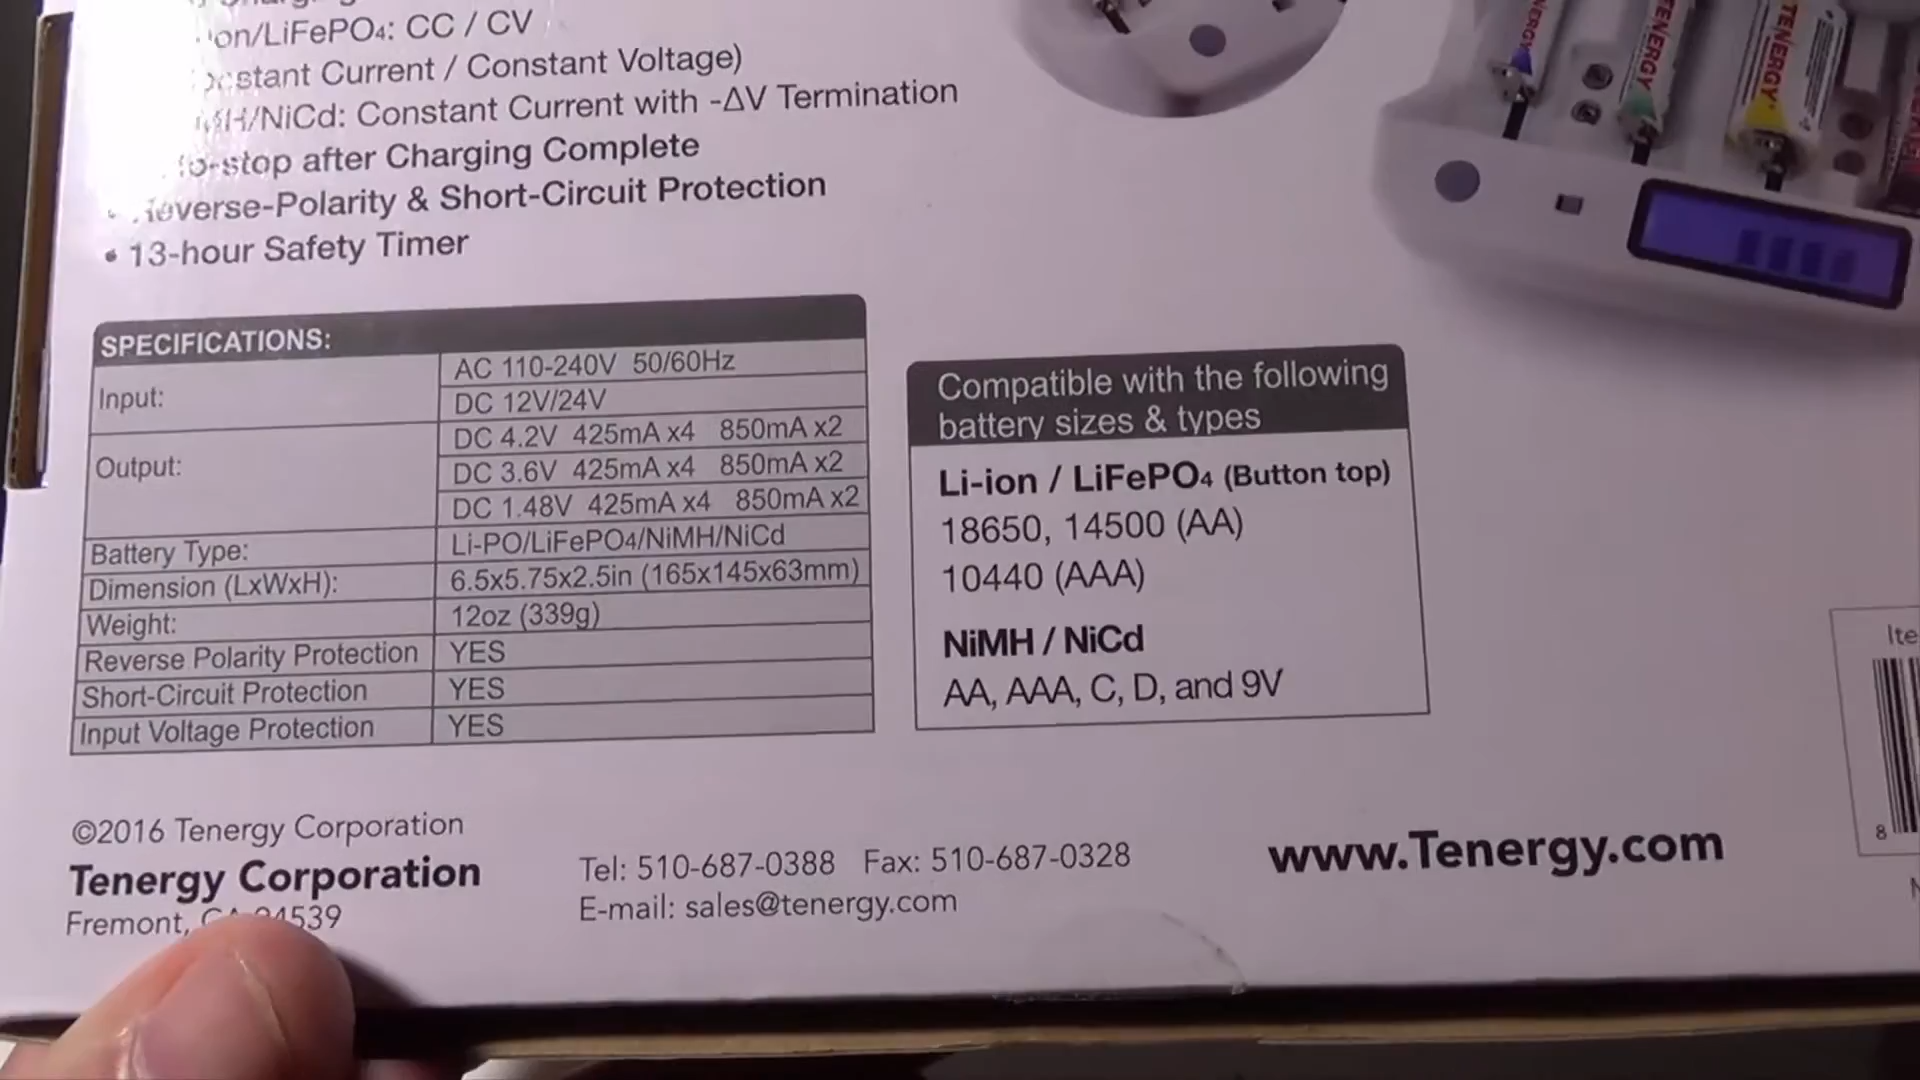 on/LiFePO4: CC / CV
stant Current / Constant Voltage)
MH/NiCd: Constant Current with -ΔV Termination
to-stop after Charging Complete
• Reverse-Polarity & Short-Circuit Protection
• 13-hour Safety Timer
SPECIFICATIONS:
Input: AC 110-240V 50/60Hz
DC 12V/24V
Output: DC 4.2V 425mA x4 850mA x2
DC 3.6V 425mA x4 850mA x2
DC 1.48V 425mA x4 850mA x2
Battery Type: Li-PO/LiFePO4/NiMH/NiCd
Dimension (LxWxH): 6.5x5.75x2.5in (165x145x63mm)
Weight: 12oz (339g)
Reverse Polarity Protection YES
Short-Circuit Protection YES
Input Voltage Protection YES
Compatible with the following
battery sizes & types
Li-ion / LiFePO4 (Button top)
18650, 14500 (AA)
10440 (AAA)
NiMH / NiCd
AA, AAA, C, D, and 9V
©2016 Tenergy Corporation
Tenergy Corporation
Fremont, CA 94539
Tel: 510-687-0388 Fax: 510-687-0328
E-mail: sales@tenergy.com
www.Tenergy.com
TENERGY
TENERGY
Ite
8